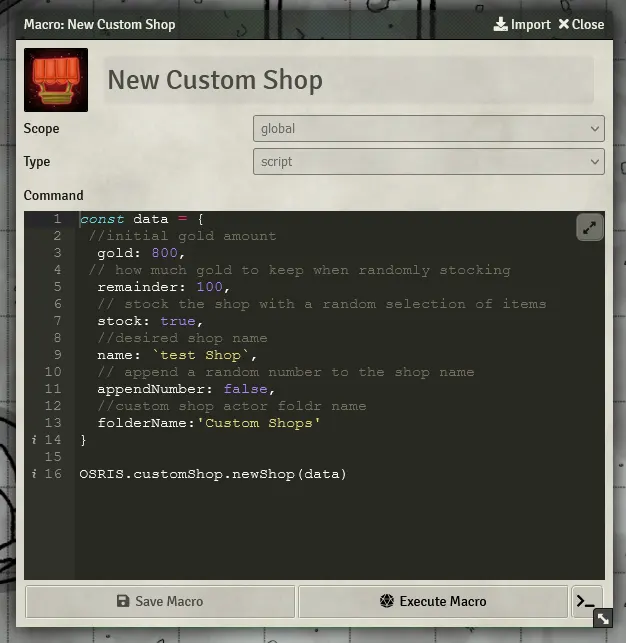 Macro: New Custom Shop Import Close
New Custom Shop
Scope global
Type script
Command
1 const data = {
2 //initial gold amount
3 gold: 800,
4 // how much gold to keep when randomly stocking
5 remainder: 100,
6 // stock the shop with a random selection of items
7 stock: true,
8 //desired shop name
9 name: `test Shop`,
10 // append a random number to the shop name
11 appendNumber: false,
12 //custom shop actor foldr name
13 folderName:'Custom Shops'
i 14 }
15
i 16 OSRIS.customShop.newShop(data)
Save Macro Execute Macro